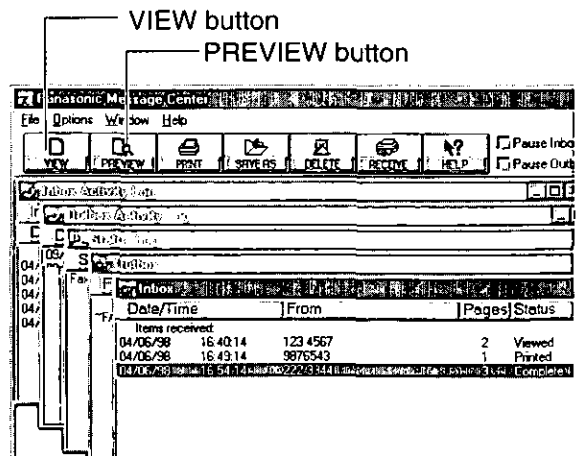 VIEW button
PREVIEW button
Panasonic Message Center
File Options Window Help
VIEW PREVIEW PRINT SAVE AS DELETE RECEIVE HELP
Pause Inbo
Pause Outb
Inbox Activity Log
Outbox Activity Log
Outbox
Inbox
Date/Time From Pages Status
Items received:
04/06/98 16:40:14 123 4567 2 Viewed
04/06/98 16:49:14 9876543 1 Printed
04/06/98 16:54:14 222/3344 3 Complete